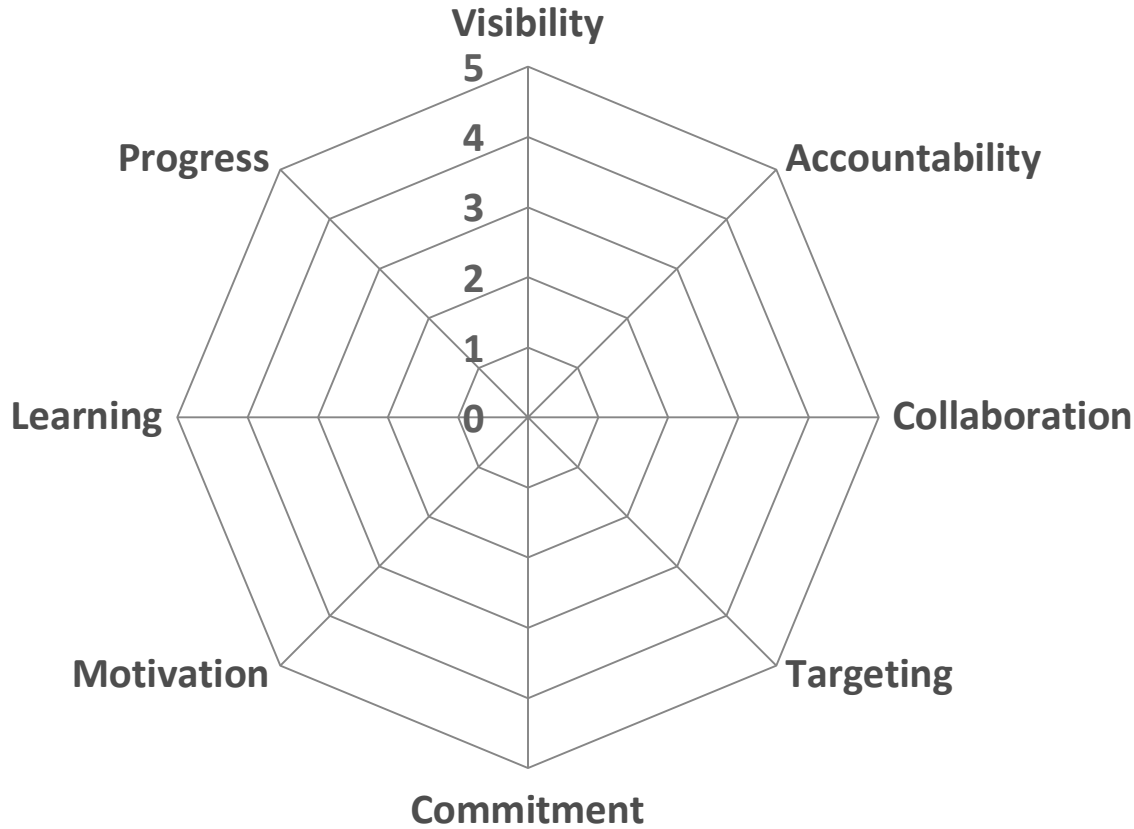 Visibility
5
4
3
2
1
0
Progress
Accountability
Learning
Collaboration
Motivation
Targeting
Commitment